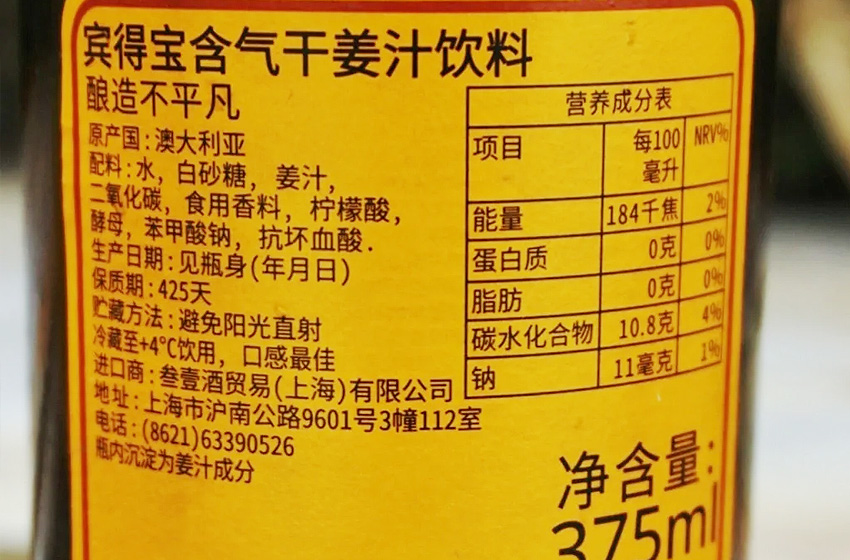 宾得宝含气干姜汁饮料
酿造不平凡
原产国:澳大利亚
配料:水,白砂糖,姜汁,
二氧化碳,食用香料,柠檬酸,
酵母,苯甲酸钠,抗坏血酸.
生产日期:见瓶身(年月日)
保质期:425天
贮藏方法:避免阳光直射
冷藏至+4℃饮用,口感最佳
进口商:叁壹酒贸易(上海)有限公司
地址:上海市沪南公路9601号3幢112室
电话:(8621)63390526
瓶内沉淀为姜汁成分
营养成分表
项目 每100毫升 NRV%
能量 184千焦 2%
蛋白质 0克 0%
脂肪 0克 0%
碳水化合物 10.8克 4%
钠 11毫克 1%
净含量:
375ml